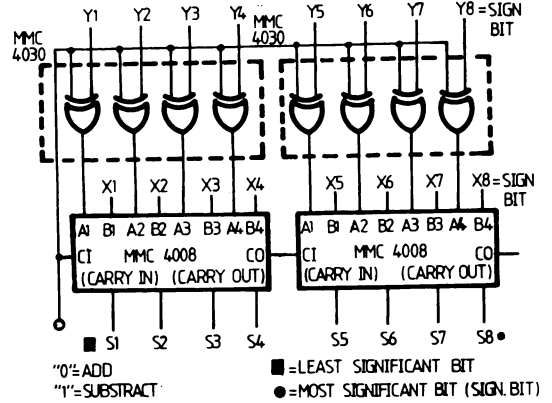 Y1 Y2 Y3 Y4 MMC 4030 Y5 Y6 Y7 Y8 =SIGN BIT
MMC 4030
X1 X2 X3 X4 X5 X6 X7 X8=SIGN BIT
A1 B1 A2 B2 A3 B3 A4 B4 A1 B1 A2 B2 A3 B3 A4 B4
CI MMC 4008 CO CI MMC 4008 CO
(CARRY IN) (CARRY OUT) (CARRY IN) (CARRY OUT)
S1 S2 S3 S4 S5 S6 S7 S8
"0"=ADD
"1"=SUBSTRACT
=LEAST SIGNIFICANT BIT
=MOST SIGNIFICANT BIT (SIGN.BIT)